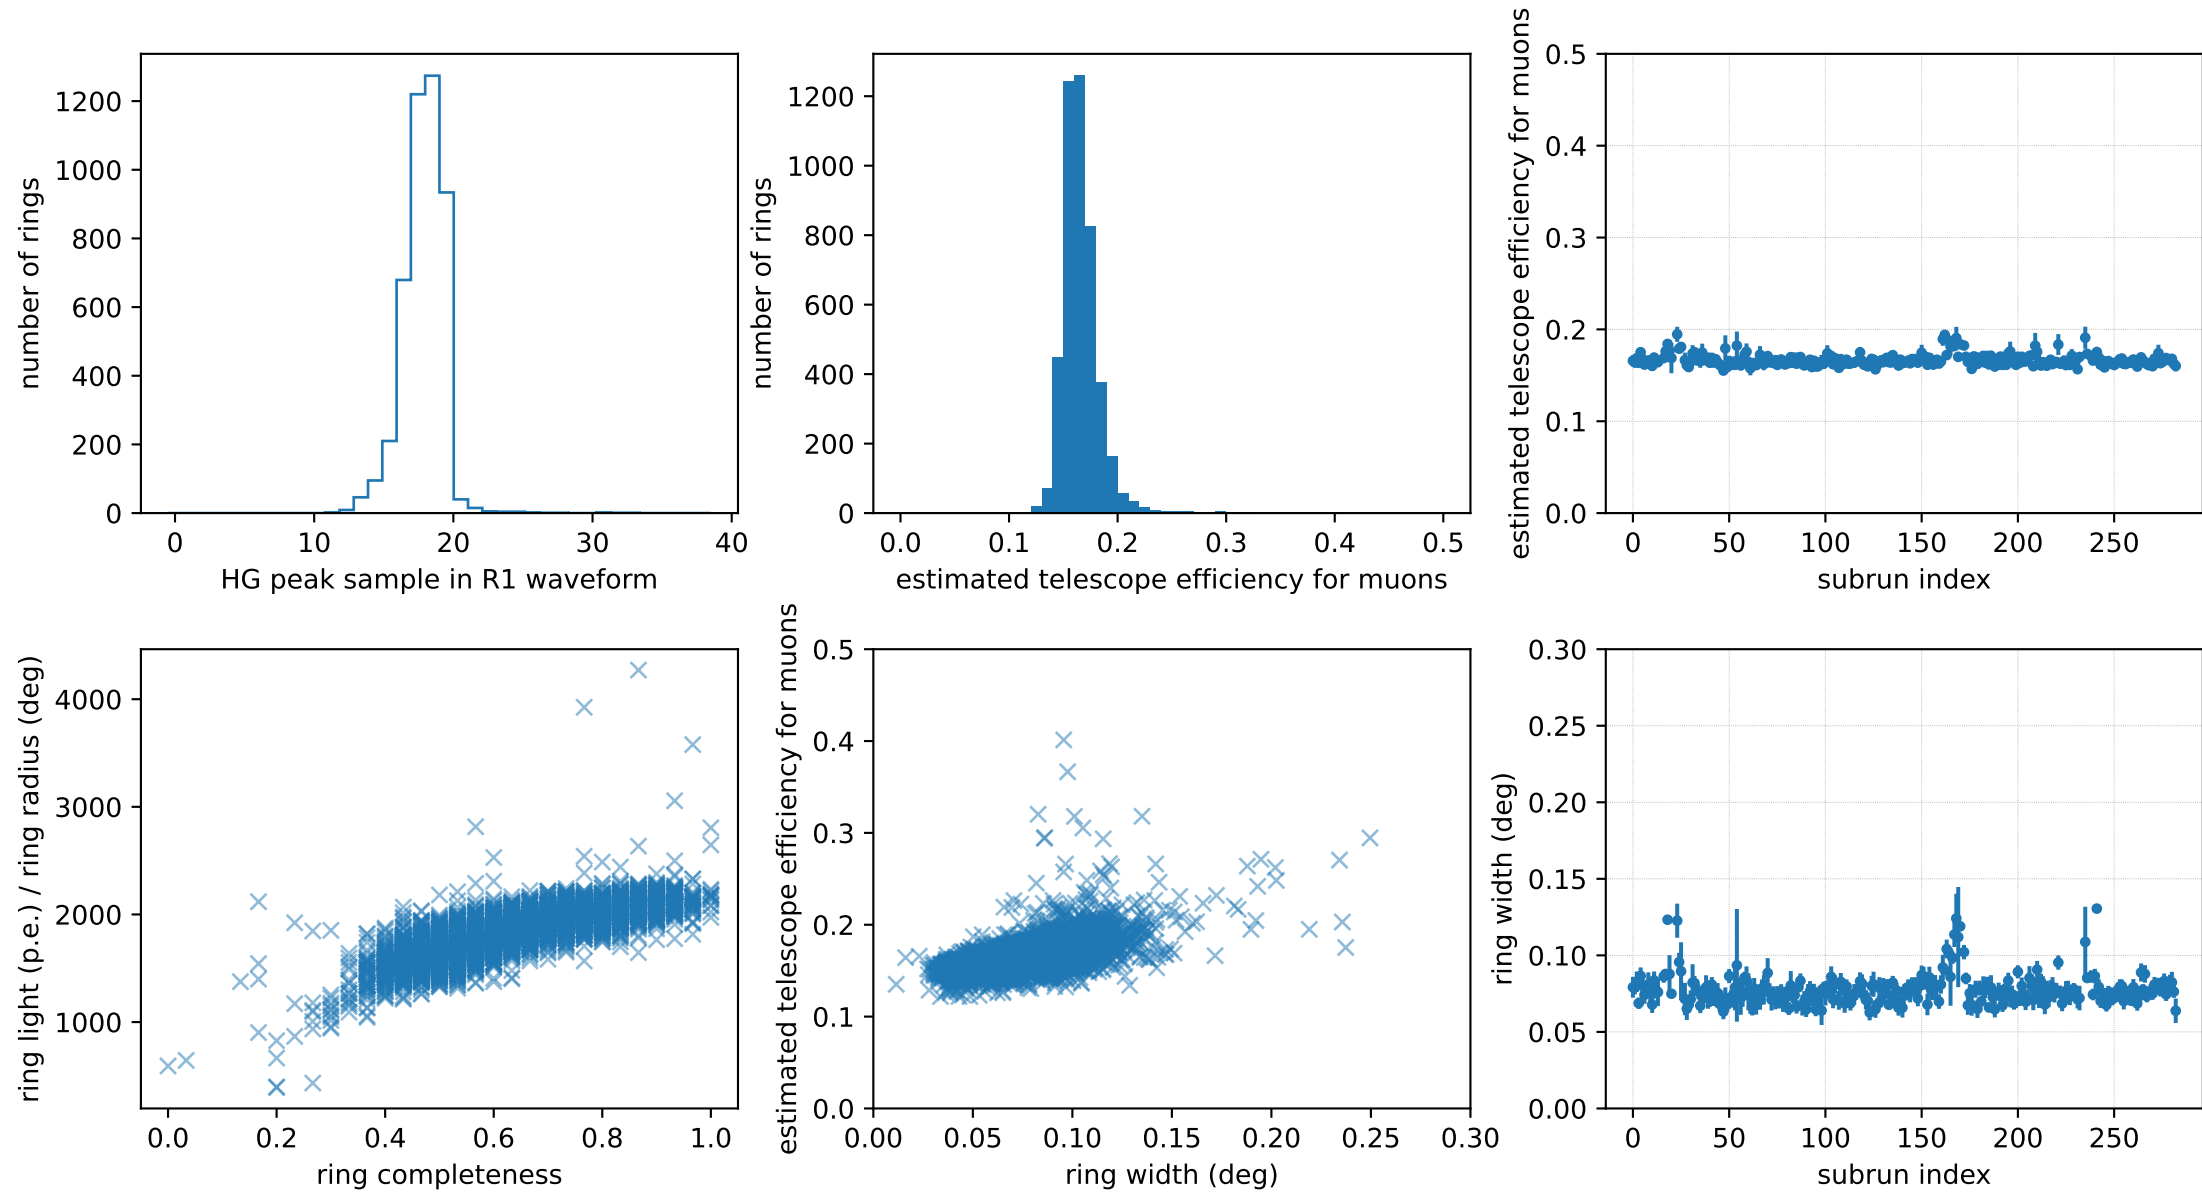 number of rings
1200
1000
800
600
400
200
0
0 10 20 30 40
HG peak sample in R1 waveform
number of rings
1200
1000
800
600
400
200
0
0.0 0.1 0.2 0.3 0.4 0.5
estimated telescope efficiency for muons
estimated telescope efficiency for muons
0.5
0.4
0.3
0.2
0.1
0.0
0 50 100 150 200 250
subrun index
ring light (p.e.) / ring radius (deg)
4000
3000
2000
1000
0.0 0.2 0.4 0.6 0.8 1.0
ring completeness
estimated telescope efficiency for muons
0.5
0.4
0.3
0.2
0.1
0.0
0.00 0.05 0.10 0.15 0.20 0.25 0.30
ring width (deg)
ring width (deg)
0.30
0.25
0.20
0.15
0.10
0.05
0.00
0 50 100 150 200 250
subrun index